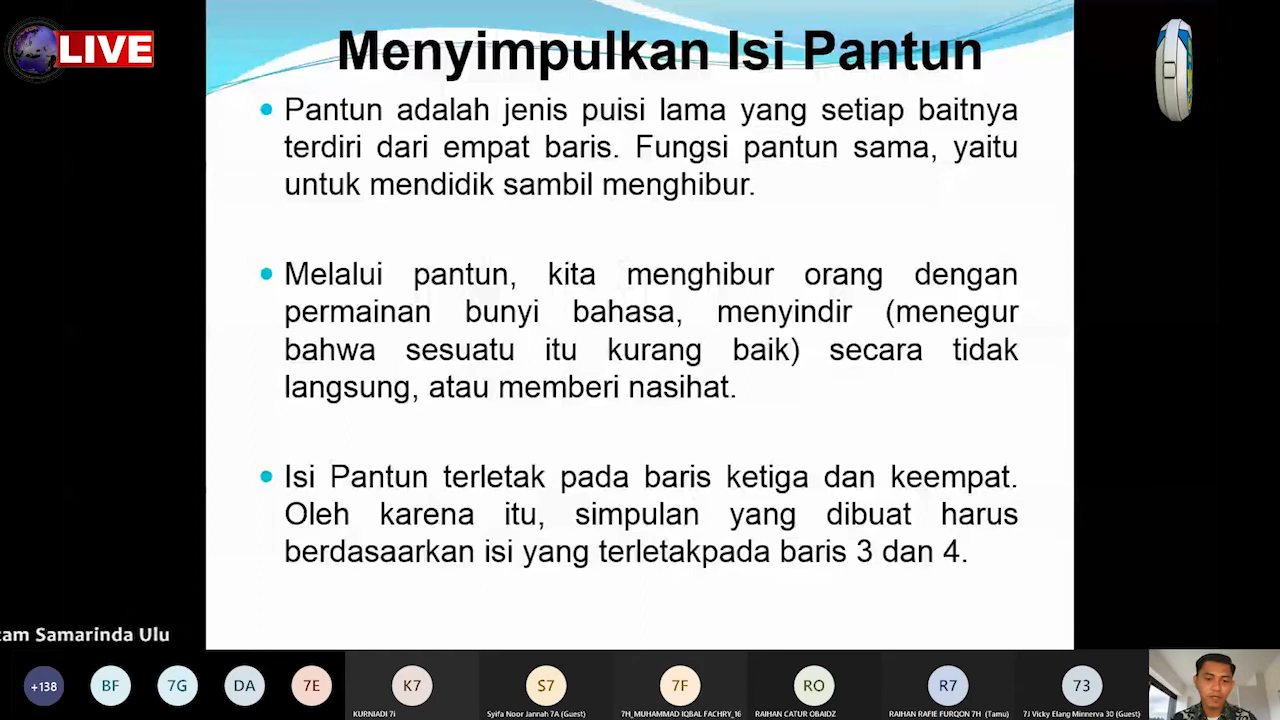 LIVE
Menyimpulkan Isi Pantun
Pantun adalah jenis puisi lama yang setiap baitnya
terdiri dari empat baris. Fungsi pantun sama, yaitu
untuk mendidik sambil menghibur.
Melalui pantun, kita menghibur orang dengan
permainan bunyi bahasa, menyindir (menegur
bahwa sesuatu itu kurang baik) secara tidak
langsung, atau memberi nasihat.
Isi Pantun terletak pada baris ketiga dan keempat.
Oleh karena itu, simpulan yang dibuat harus
berdasaarkan isi yang terletakpada baris 3 dan 4.
Samarinda Ulu
+138 BF 7G DA 7E K7 S7 7F RO R7 73
KURNIADI 7i Syifa Noor Jannah 7A (Guest) 7H_MUHAMMAD IQBAL FACHRY_16 RAIHAN CATUR OBAIDZ RAIHAN RAFIE FURQON 7H (Tamu) 7J Vicky Elang Minnerva 30 (Guest)